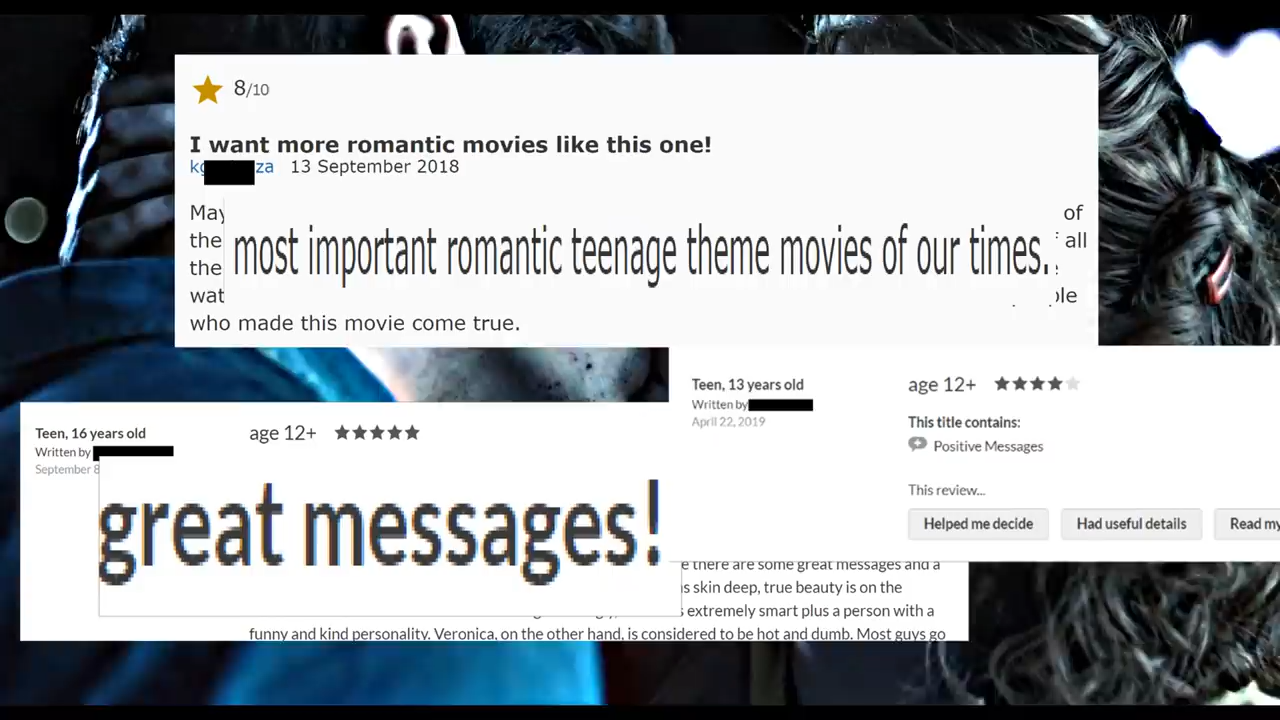 8/10
I want more romantic movies like this one!
kg za 13 September 2018
May of
the all
most important romantic teenage theme movies of our times.
the
wat ple
who made this movie come true.
Teen, 13 years old
Written by
April 22, 2019
age 12+
This title contains:
Positive Messages
This review...
Helped me decide
Had useful details
Read my
Teen, 16 years old
Written by
September 8
age 12+
great messages!
e there are some great messages and a
s skin deep, true beauty is on the
s extremely smart plus a person with a
funny and kind personality. Veronica, on the other hand, is considered to be hot and dumb. Most guys go